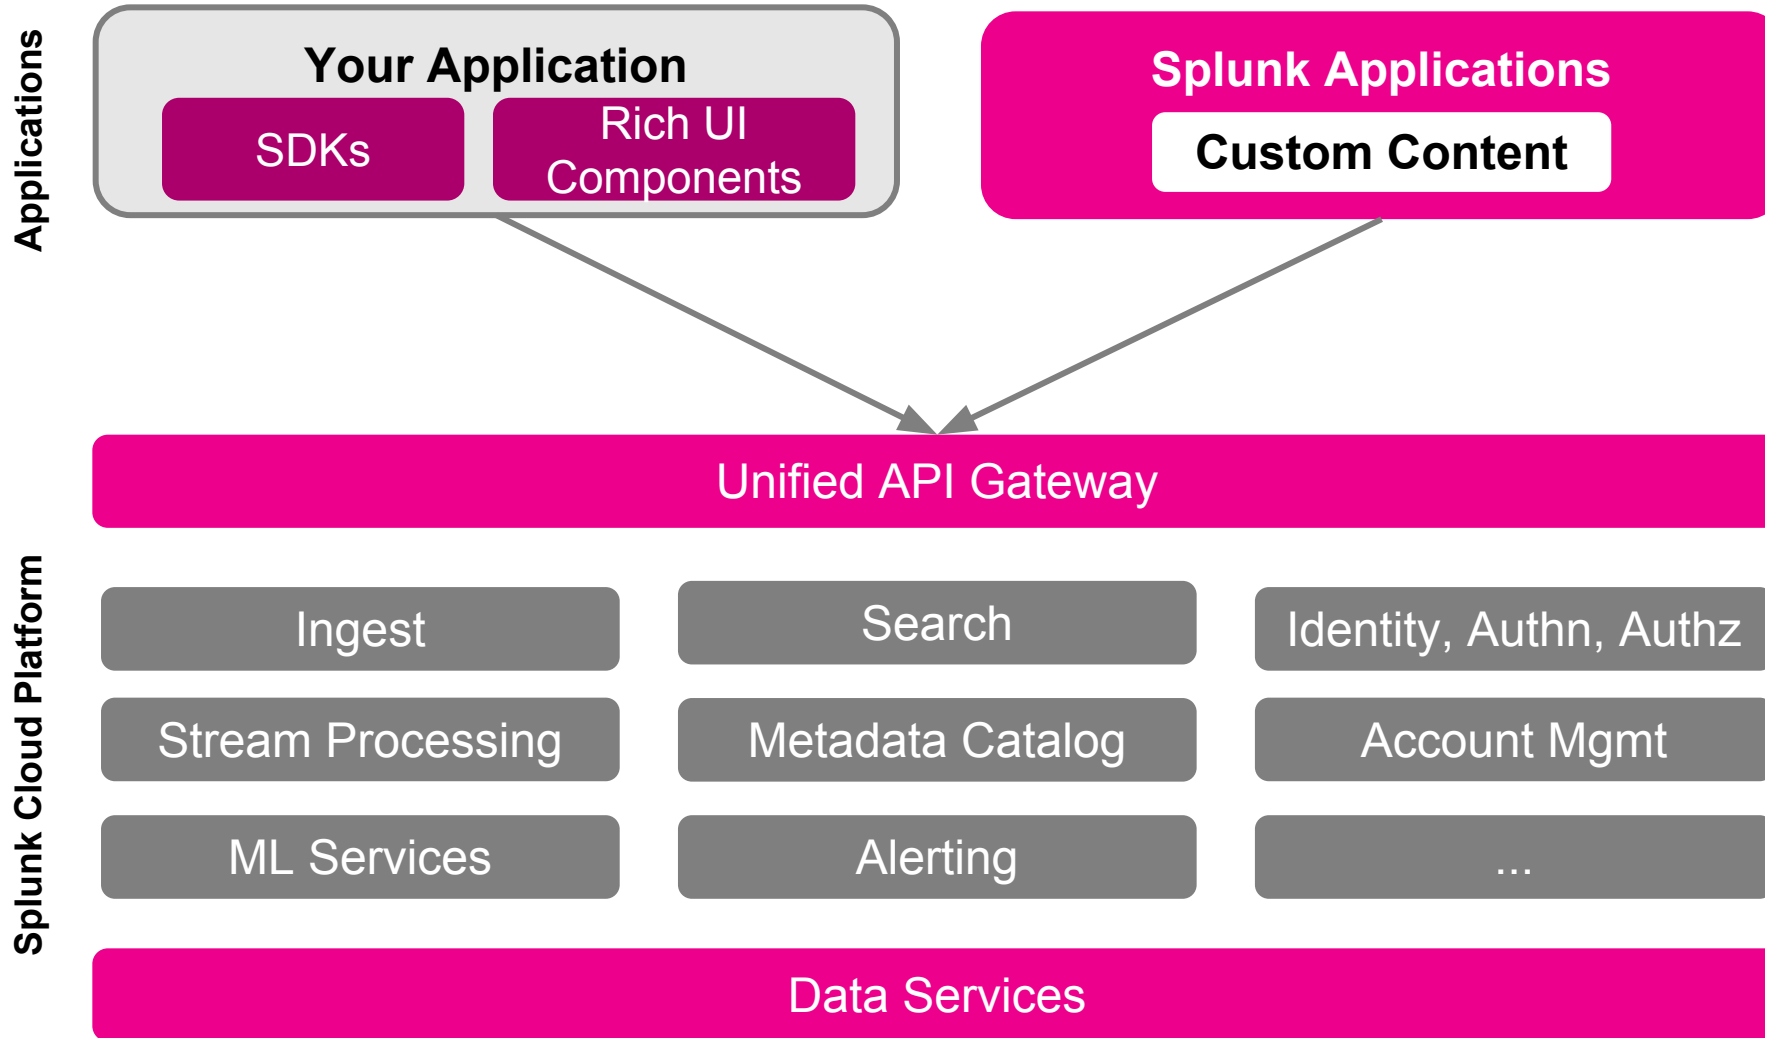 Applications
Your Application
SDKs
Rich UI
Components
Splunk Applications
Custom Content
Unified API Gateway
Splunk Cloud Platform
Ingest
Search
Identity, Authn, Authz
Stream Processing
Metadata Catalog
Account Mgmt
ML Services
Alerting
...
Data Services